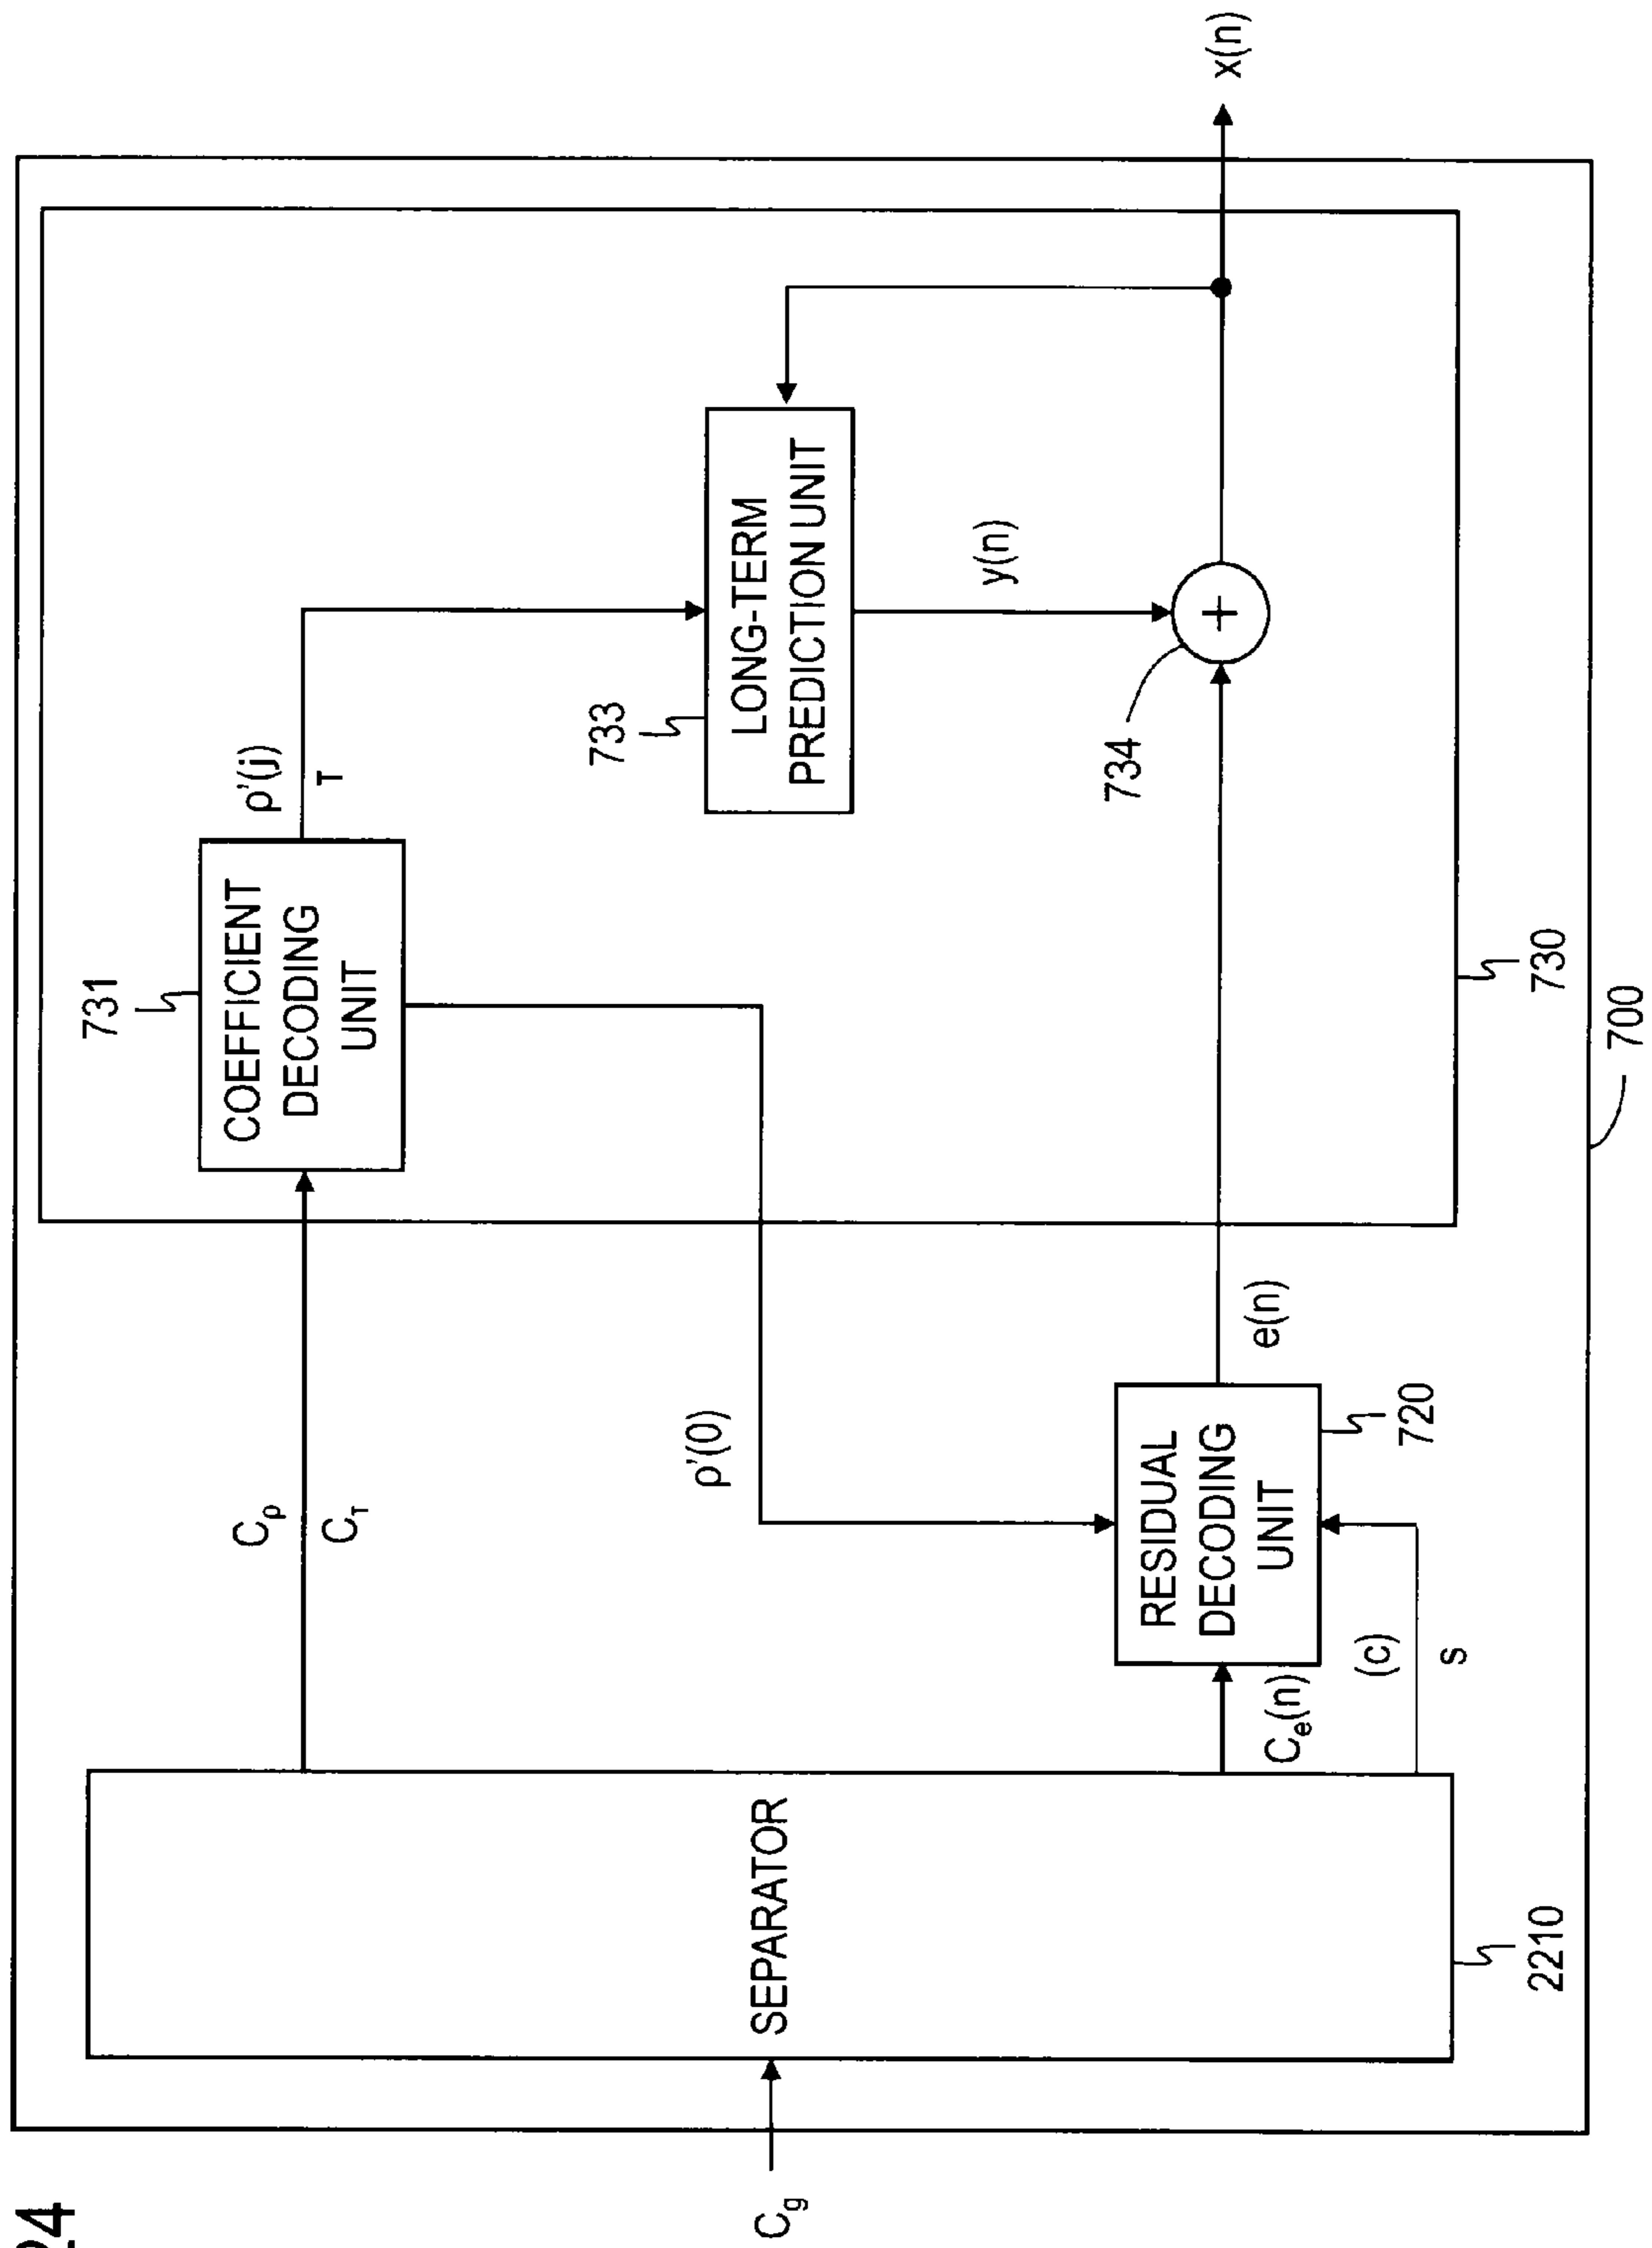 24
C_g
SEPARATOR
2210
C_ρ
C_τ
C_e(n)
(c)
s
RESIDUAL
DECODING
UNIT
720
ρ'(0)
e(n)
700
730
731
COEFFICIENT
DECODING
UNIT
ρ'(j)
τ
733
LONG-TERM
PREDICTION UNIT
y(n)
734
+
x(n)